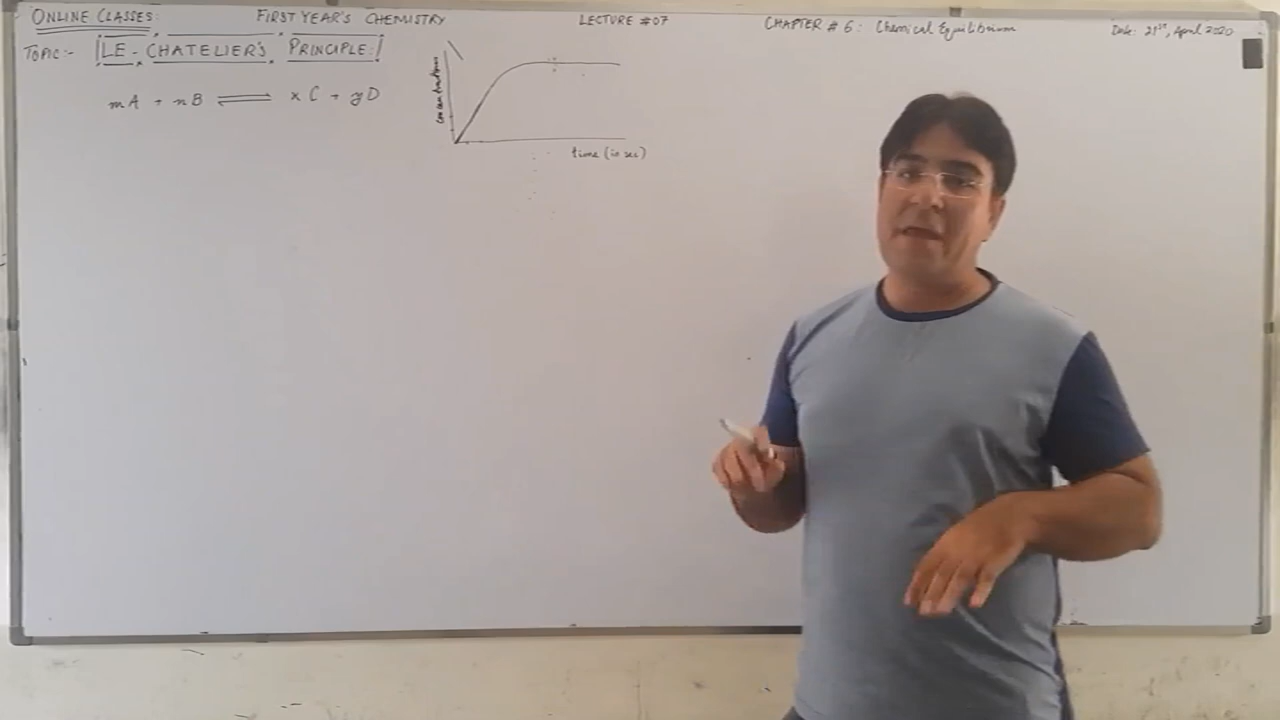 ONLINE CLASSES: FIRST YEAR'S CHEMISTRY LECTURE #07 CHAPTER # 6: Chemical Equilibrium Date: 21st, April 2020
TOPIC:- LE-CHATELIER'S PRINCIPLE:
mA + nB ⇌ xC + yD
concentration
time (in sec)